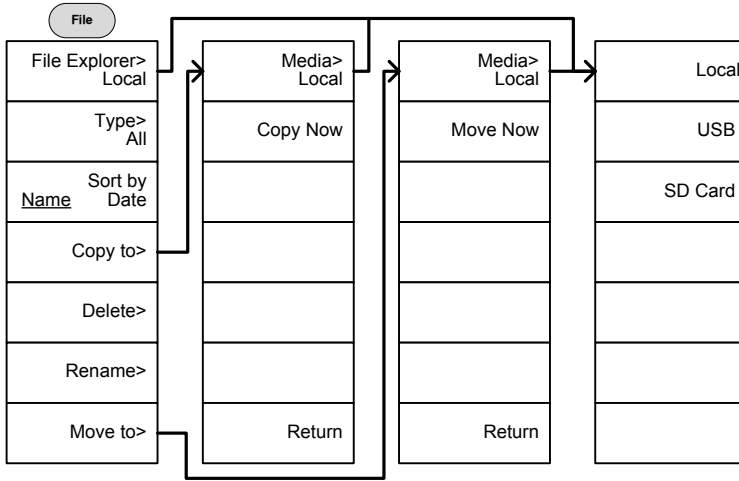 File
File Explorer>
Local
Type>
All
Sort by
Name Date
Copy to>
Delete>
Rename>
Move to>
Media>
Local
Copy Now
Return
Media>
Local
Move Now
Return
Local
USB
SD Card